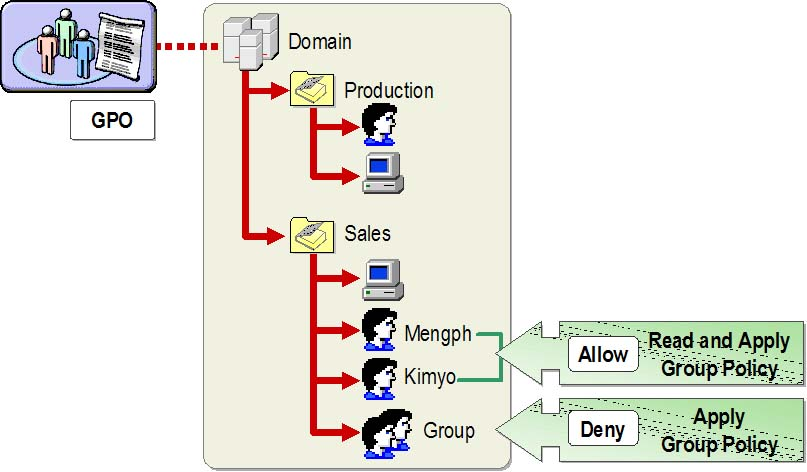 GPO
Domain
Production
Sales
Mengph
Kimyo
Group
Allow
Read and Apply
Group Policy
Deny
Apply
Group Policy